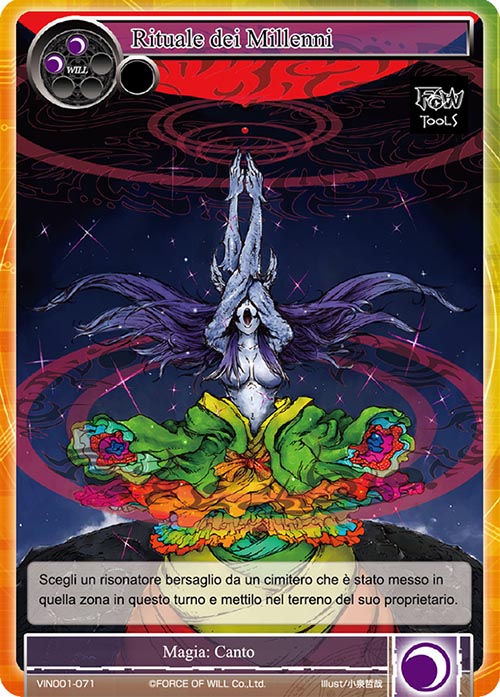 Rituale dei Millenni
WILL
FOW
TOOLS
Scegli un risonatore bersaglio da un cimitero che è stato messo in
quella zona in questo turno e mettilo nel terreno del suo proprietario.
Magia: Canto
VIN001-071 ©FORCE OF WILL Co.,Ltd. Illust/小泉哲哉